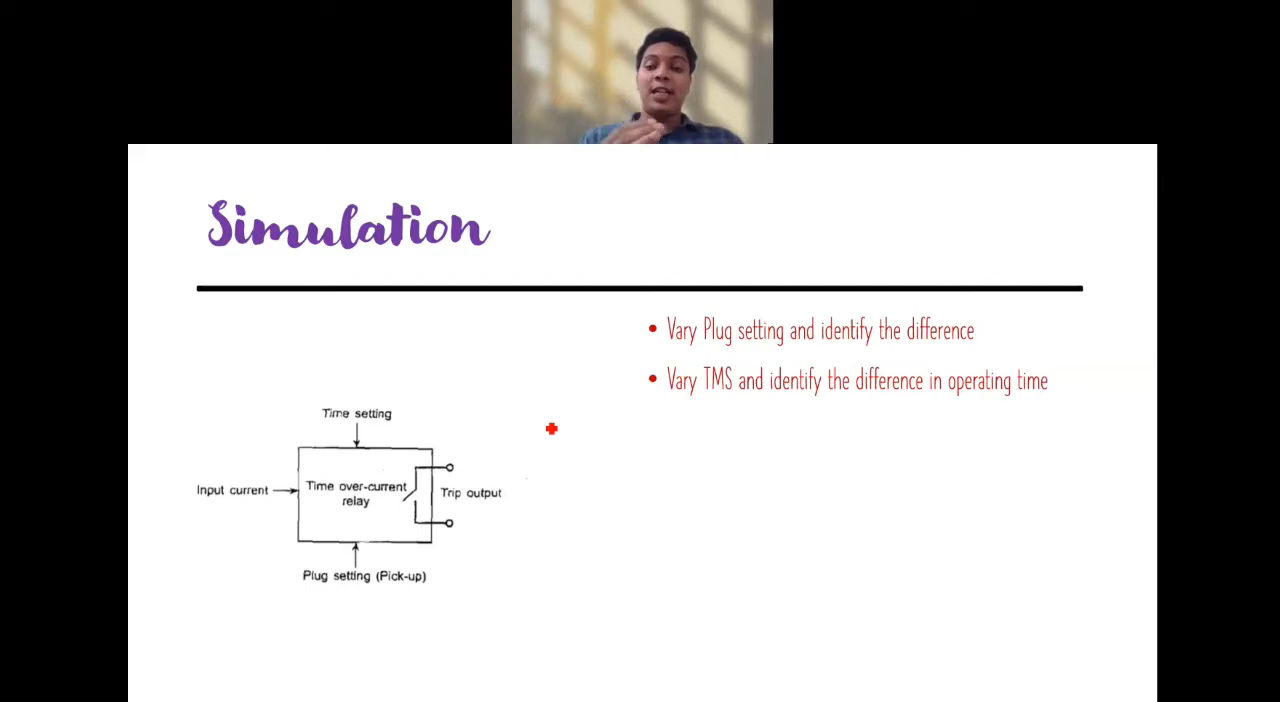 Simulation
• Vary Plug setting and identify the difference
• Vary TMS and identify the difference in operating time
Time setting
Input current
Time over-current
relay
Trip output
Plug setting (Pick-up)